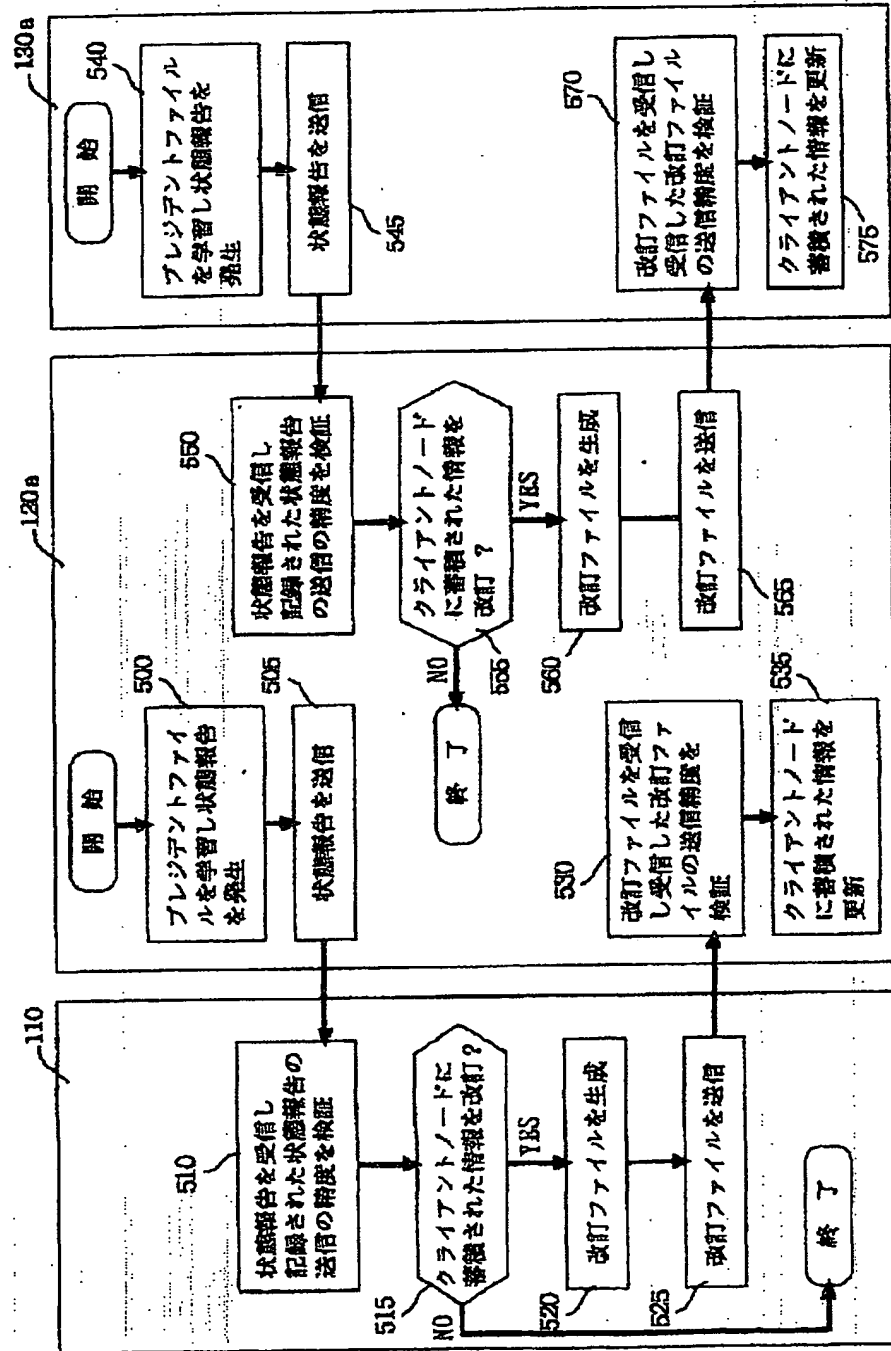 110
510
状態報告を受信し
記録された状態報告の
送信の精度を検証
515
クライアントノードに
蓄積された情報を改訂?
NO
YES
520
改訂ファイルを生成
525
改訂ファイルを送信
終 了
120a
開 始
500
プレジデントファイ
ルを学習し状態報告
を発生
505
状態報告を送信
550
状態報告を受信し
記録された状態報告
の送信の精度を検証
クライアントノード
に蓄積された情報を
改訂 ?
555
NO
YES
終 了
560
改訂ファイルを生成
改訂ファイルを送信
565
530
改訂ファイルを受信
し受信した改訂ファ
イルの送信精度を
検証
535
クライアントノード
に蓄積された情報を
更新
130a
開 始
540
プレジデントファイル
を学習し状態報告を
発生
状態報告を送信
545
570
改訂ファイルを受信し
受信した改訂ファイル
の送信精度を検証
クライアントノードに
蓄積された情報を更新
575